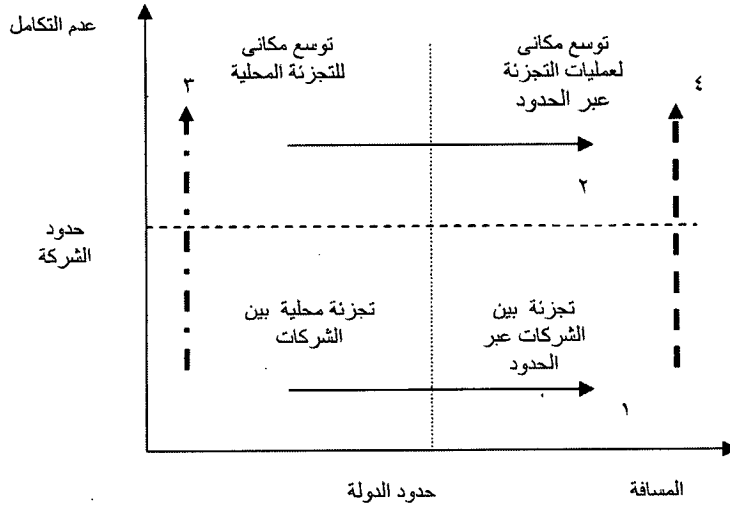 عدم التكامل
توسع مكانى
للتجزئة المحلية
توسع مكانى
لعمليات التجزئة
عبر الحدود
٣
٤
٢
حدود
الشركة
تجزئة محلية بين
الشركات
تجزئة بين
الشركات عبر
الحدود
١
حدود الدولة
المسافة